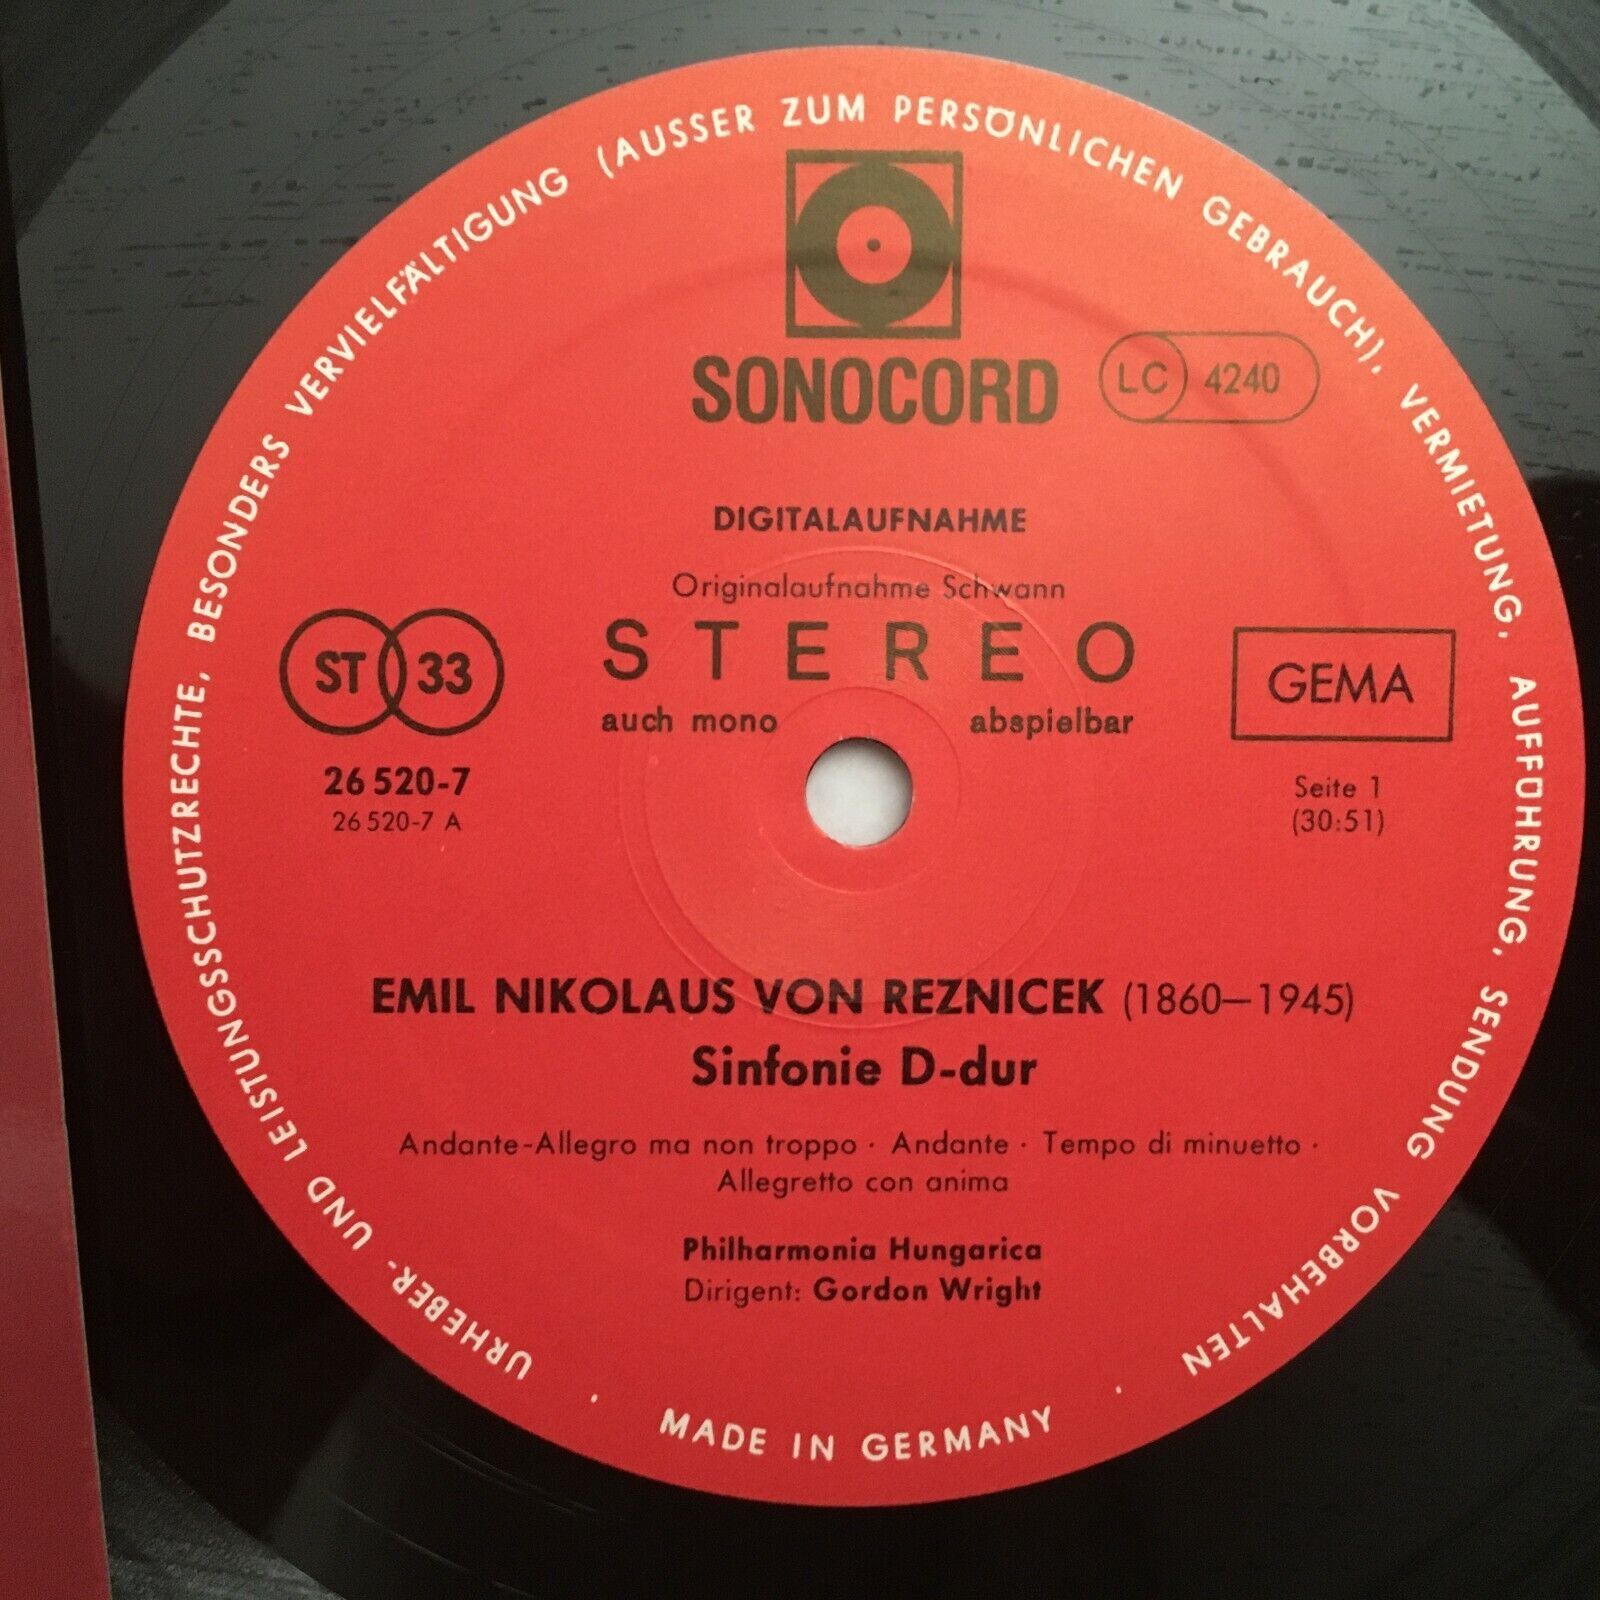 URHEBER- UND LEISTUNGSSCHUTZRECHTE, BESONDERS VERVIELFÄLTIGUNG (AUSSER ZUM PERSÖNLICHEN GEBRAUCH), VERMIETUNG, AUFFÜHRUNG, SENDUNG VORBEHALTEN
SONOCORD
LC 4240
DIGITALAUFNAHME
Originalaufnahme Schwann
ST 33
STEREO
auch mono abspielbar
GEMA
26 520-7
26 520-7 A
Seite 1
(30:51)
EMIL NIKOLAUS VON REZNICEK (1860–1945)
Sinfonie D-dur
Andante-Allegro ma non troppo · Andante · Tempo di minuetto ·
Allegretto con anima
Philharmonia Hungarica
Dirigent: Gordon Wright
· MADE IN GERMANY ·